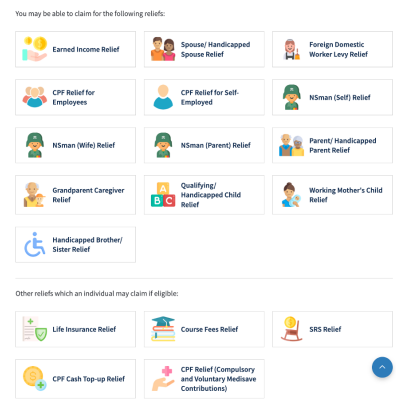 You may be able to claim for the following reliefs:
Earned Income Relief
Spouse/ Handicapped
Spouse Relief
Foreign Domestic
Worker Levy Relief
CPF Relief for
Employees
CPF Relief for Self-
Employed
NSman (Self) Relief
NSman (Wife) Relief
NSman (Parent) Relief
Parent/ Handicapped
Parent Relief
Grandparent Caregiver
Relief
A
B C
Qualifying/
Handicapped Child
Relief
Working Mother's Child
Relief
Handicapped Brother/
Sister Relief
Other reliefs which an individual may claim if eligible:
Life Insurance Relief
Course Fees Relief
SRS Relief
CPF Cash Top-up Relief
CPF Relief (Compulsory
and Voluntary Medisave
Contributions)